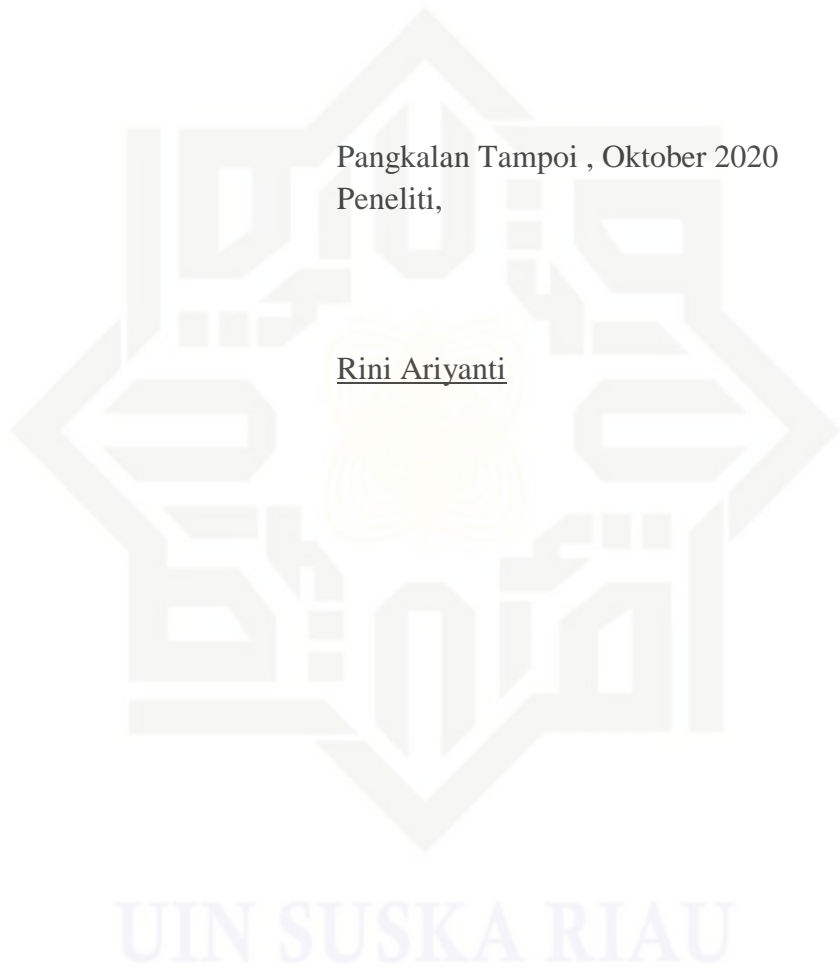 Pangkalan Tampoi , Oktober 2020
Peneliti,
Rini Ariyanti
UIN SUSKA RIAU